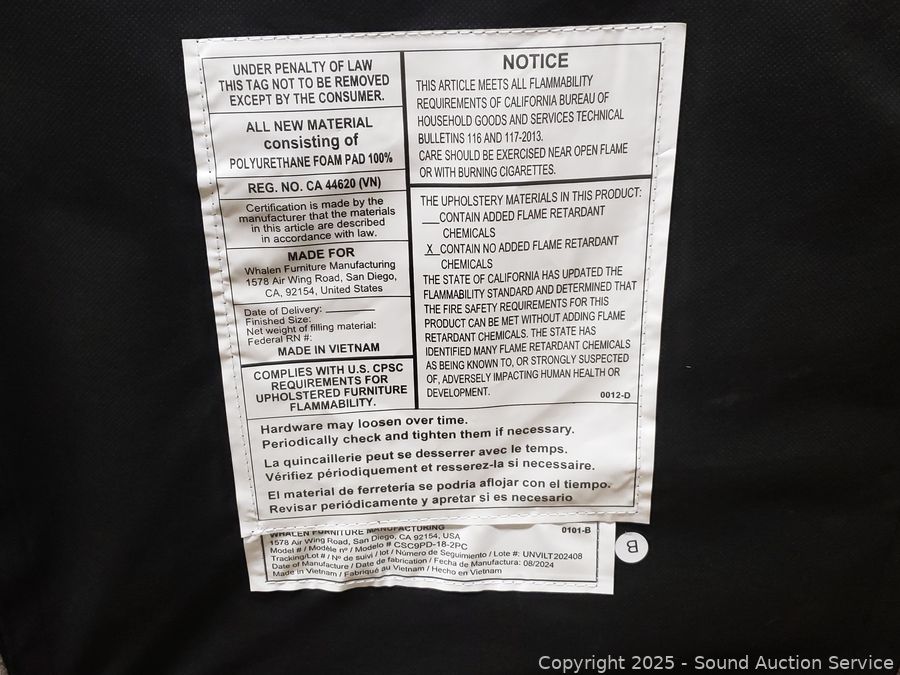 UNDER PENALTY OF LAW
THIS TAG NOT TO BE REMOVED
EXCEPT BY THE CONSUMER.
ALL NEW MATERIAL
consisting of
POLYURETHANE FOAM PAD 100%
REG. NO. CA 44620 (VN)
Certification is made by the
manufacturer that the materials
in this article are described
in accordance with law.
MADE FOR
Whalen Furniture Manufacturing
1578 Air Wing Road, San Diego,
CA, 92154, United States
Date of Delivery:
Finished Size:
Net weight of filling material:
Federal RN #:
MADE IN VIETNAM
COMPLIES WITH U.S. CPSC
REQUIREMENTS FOR
UPHOLSTERED FURNITURE
FLAMMABILITY.
NOTICE
THIS ARTICLE MEETS ALL FLAMMABILITY
REQUIREMENTS OF CALIFORNIA BUREAU OF
HOUSEHOLD GOODS AND SERVICES TECHNICAL
BULLETINS 116 AND 117-2013.
CARE SHOULD BE EXERCISED NEAR OPEN FLAME
OR WITH BURNING CIGARETTES.
THE UPHOLSTERY MATERIALS IN THIS PRODUCT:
___CONTAIN ADDED FLAME RETARDANT
CHEMICALS
X CONTAIN NO ADDED FLAME RETARDANT
CHEMICALS
THE STATE OF CALIFORNIA HAS UPDATED THE
FLAMMABILITY STANDARD AND DETERMINED THAT
THE FIRE SAFETY REQUIREMENTS FOR THIS
PRODUCT CAN BE MET WITHOUT ADDING FLAME
RETARDANT CHEMICALS. THE STATE HAS
IDENTIFIED MANY FLAME RETARDANT CHEMICALS
AS BEING KNOWN TO, OR STRONGLY SUSPECTED
OF, ADVERSELY IMPACTING HUMAN HEALTH OR
DEVELOPMENT.
0012-D
Hardware may loosen over time.
Periodically check and tighten them if necessary.
La quincaillerie peut se desserrer avec le temps.
Vérifiez périodiquement et resserez-la si necessaire.
El material de ferretería se podria aflojar con el tiempo.
Revisar periódicamente y apretar si es necesario
WHALEN FURNITURE MANUFACTURING
0101-B
1578 Air Wing Road, San Diego, CA 92154, USA
Model # / Modèle nº / Modelo # CSC9PD-18-2PC
Tracking/Lot # / Nº de suivi / lot / Número de Seguimiento / Lote #: UNVILT202408
Date of Manufacture / Date de fabrication / Fecha de Manufactura: 08/2024
Made in Vietnam / Fabriqué au Vietnam / Hecho en Vietnam
B
Copyright 2025 - Sound Auction Service